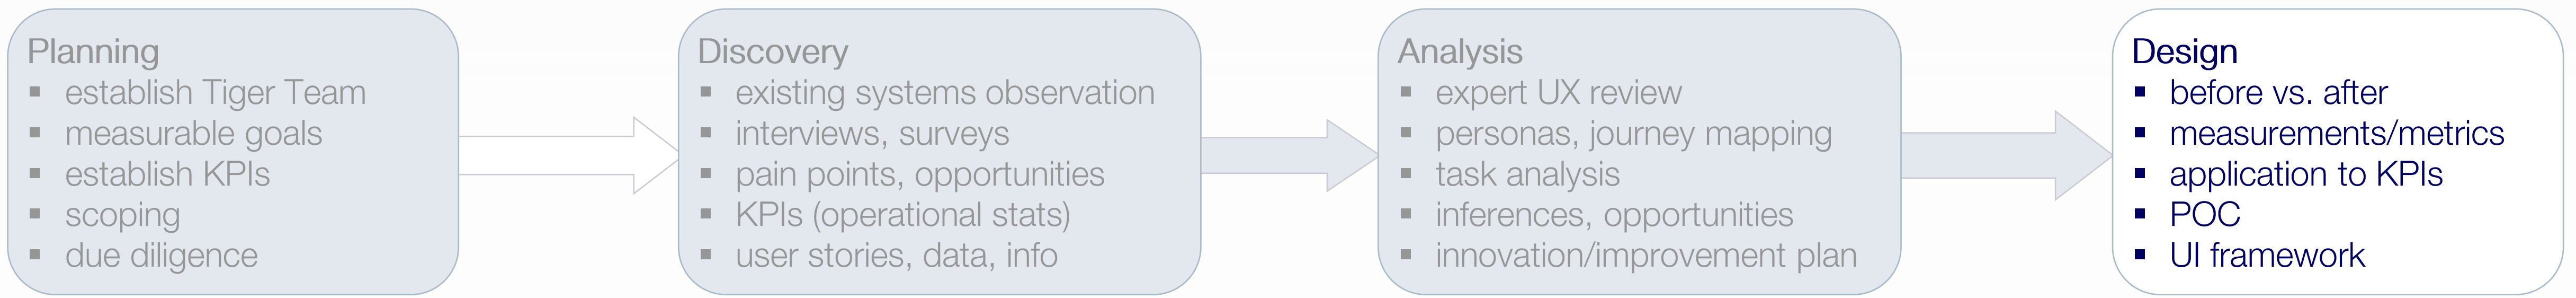 Planning
▪ establish Tiger Team
▪ measurable goals
▪ establish KPIs
▪ scoping
▪ due diligence
Discovery
▪ existing systems observation
▪ interviews, surveys
▪ pain points, opportunities
▪ KPIs (operational stats)
▪ user stories, data, info
Analysis
▪ expert UX review
▪ personas, journey mapping
▪ task analysis
▪ inferences, opportunities
▪ innovation/improvement plan
Design
▪ before vs. after
▪ measurements/metrics
▪ application to KPIs
▪ POC
▪ UI framework